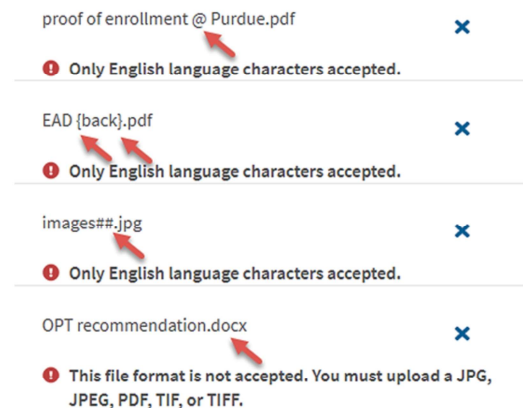 proof of enrollment @ Purdue.pdf
Only English language characters accepted.
EAD {back}.pdf
Only English language characters accepted.
images##.jpg
Only English language characters accepted.
OPT recommendation.docx
This file format is not accepted. You must upload a JPG,
JPEG, PDF, TIF, or TIFF.